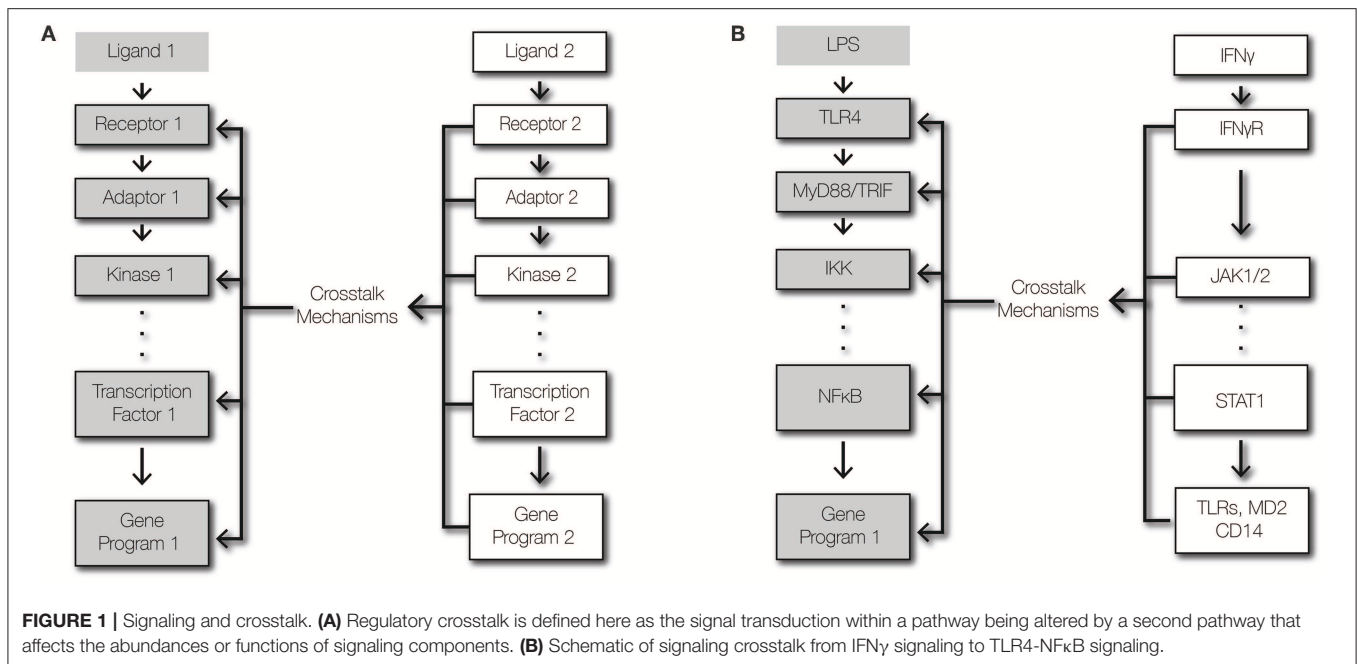 A
Ligand 1
Receptor 1
Adaptor 1
Kinase 1
Transcription
Factor 1
Gene
Program 1
Crosstalk
Mechanisms
Ligand 2
Receptor 2
Adaptor 2
Kinase 2
Transcription
Factor 2
Gene
Program 2
B
LPS
TLR4
MyD88/TRIF
IKK
NFκB
Gene
Program 1
Crosstalk
Mechanisms
IFNγ
IFNγR
JAK1/2
STAT1
TLRs, MD2
CD14
FIGURE 1 | Signaling and crosstalk. (A) Regulatory crosstalk is defined here as the signal transduction within a pathway being altered by a second pathway that
affects the abundances or functions of signaling components. (B) Schematic of signaling crosstalk from IFNγ signaling to TLR4-NFκB signaling.